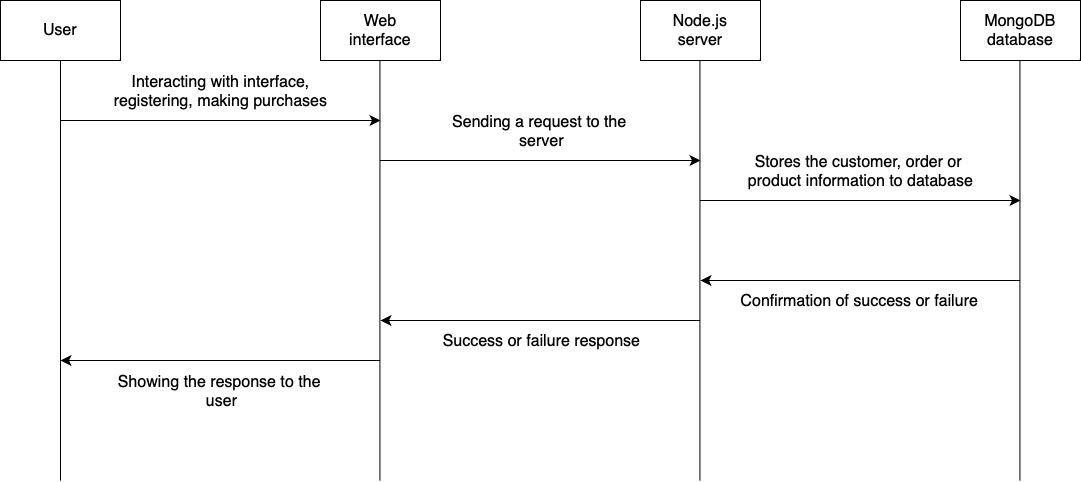 User
Web
interface
Node.js
server
MongoDB
database
Interacting with interface,
registering, making purchases
Sending a request to the
server
Stores the customer, order or
product information to database
Confirmation of success or failure
Success or failure response
Showing the response to the
user